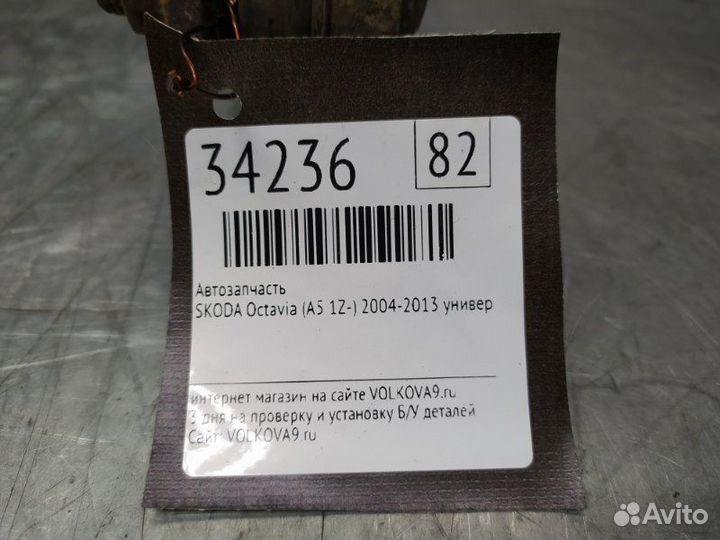 34236 82
Автозапчасть
SKODA Octavia (A5 1Z-) 2004-2013 универ
интернет магазин на сайте VOLKOVA9.ru
3 дня на проверку и установку Б/У деталей
Сайт: VOLKOVA9.ru
Avito